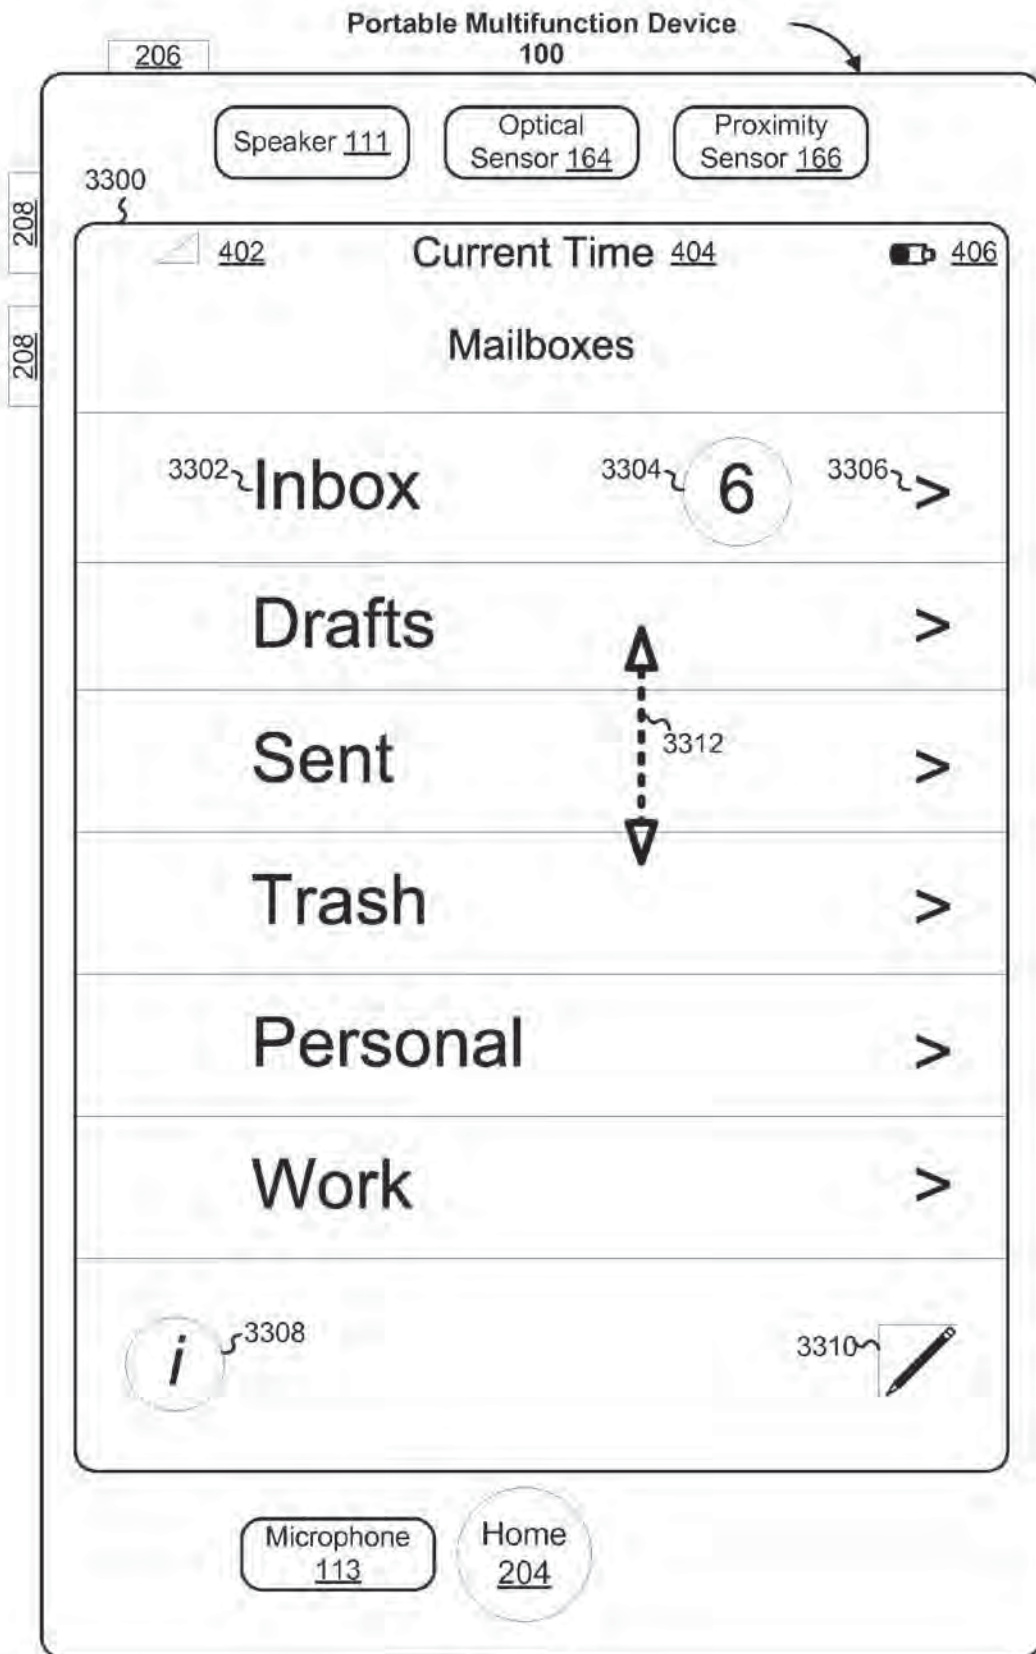 Portable Multifunction Device
100
206
Speaker 111
Optical
Sensor 164
Proximity
Sensor 166
3300
208
402
Current Time 404
406
208
Mailboxes
3302
Inbox
3304
6
3306
>
Drafts
>
3312
Sent
>
Trash
>
Personal
>
Work
>
i
3308
3310
Microphone
113
Home
204